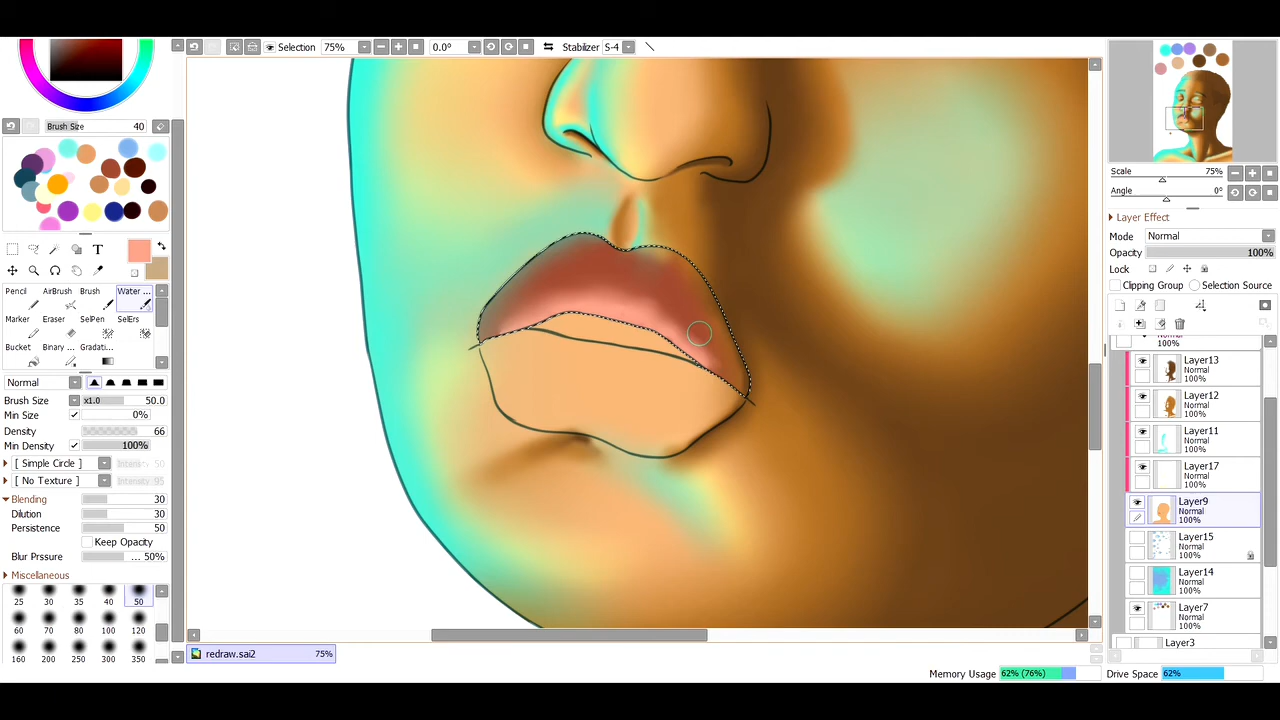 Selection 75% 0.0° Stabilizer S-4
Brush Size 40
T
Pencil AirBrush Brush Water ...
Marker Eraser SelPen SelErs
Bucket Binary ... Gradati...
Normal
Brush Size x1.0 50.0
Min Size 0%
Density 66
Min Density 100%
[ Simple Circle ] Intensity 50
[ No Texture ] Intensity 95
Blending 30
Dilution 30
Persistence 50
Keep Opacity
Blur Prssure ... 50%
Miscellaneous
25 30 35 40 50
60 70 80 100 120
160 200 250 300 350
redraw.sai2 75%
Scale
75%
Angle 0°
Layer Effect
Mode Normal
Opacity 100%
Lock
Clipping Group Selection Source
100%
Layer13
Normal
100%
Layer12
Normal
100%
Layer11
Normal
100%
Layer17
Normal
100%
Layer9
Normal
100%
Layer15
Normal
100%
Layer14
Normal
100%
Layer7
Normal
100%
Layer3
Memory Usage 62% (76%) Drive Space 62%